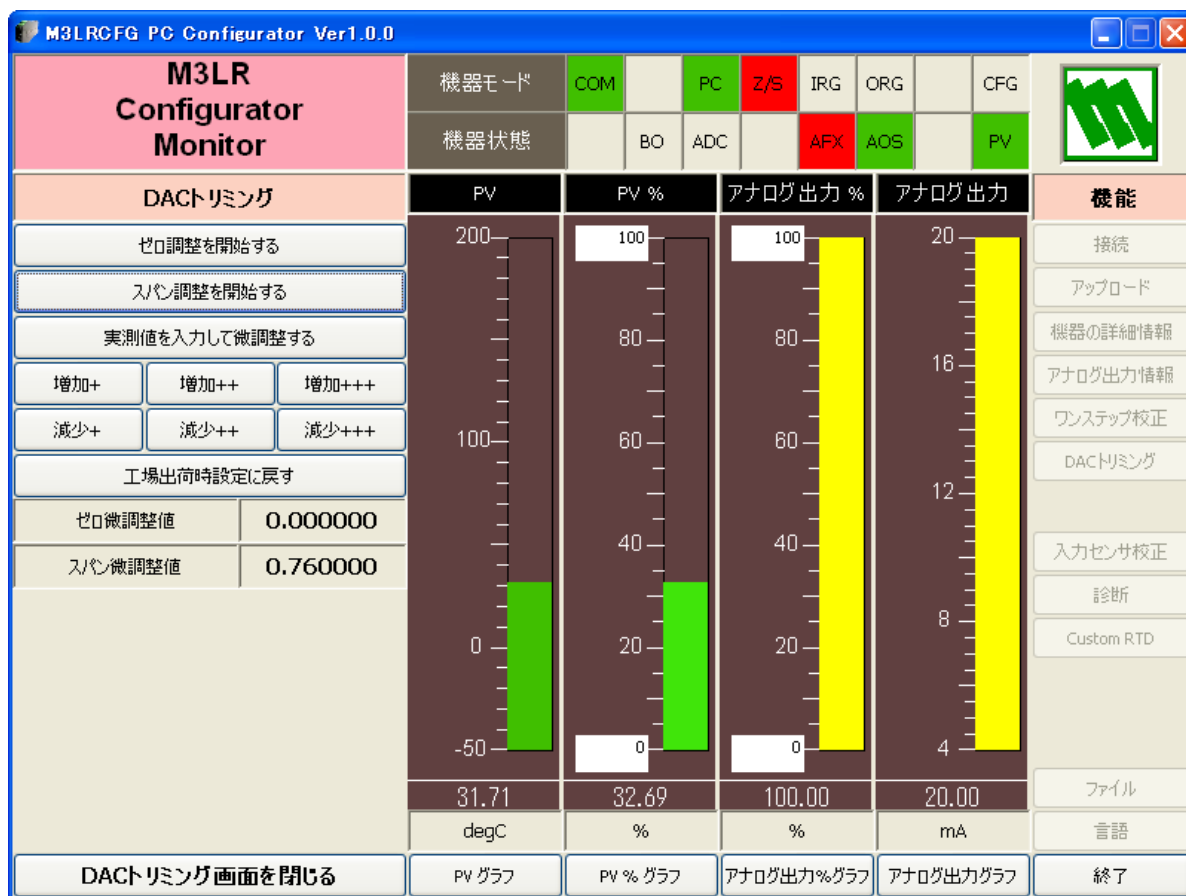 M3LRCFG PC Configurator Ver1.0.0
M3LR
Configurator
Monitor
機器モード
COM
PC
Z/S
IRG
ORG
CFG
機器状態
BO
ADC
AFX
AOS
PV
DACトリミング
ゼロ調整を開始する
スパン調整を開始する
実測値を入力して微調整する
増加+
増加++
増加+++
減少+
減少++
減少+++
工場出荷時設定に戻す
ゼロ微調整値
0.000000
スパン微調整値
0.760000
DACトリミング画面を閉じる
PV
200
100
0
-50
31.71
degC
PV グラフ
PV %
100
80
60
40
20
0
32.69
%
PV % グラフ
アナログ出力 %
100
80
60
40
20
0
100.00
%
アナログ出力%グラフ
アナログ出力
20
16
12
8
4
20.00
mA
アナログ出力グラフ
機能
接続
アップロード
機器の詳細情報
アナログ出力情報
ワンステップ校正
DACトリミング
入力センサ校正
診断
Custom RTD
ファイル
言語
終了